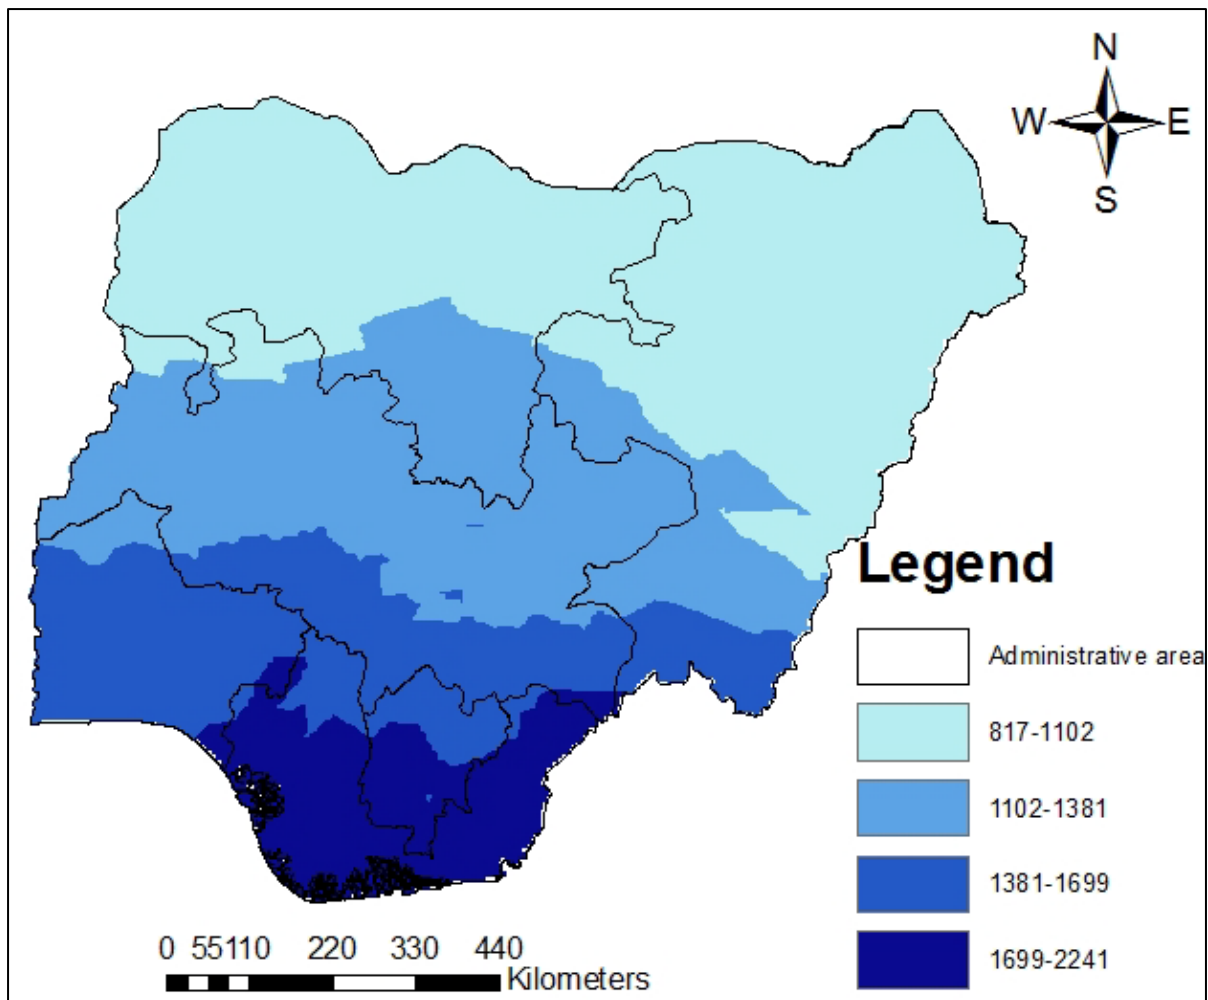 N
W E
S
Legend
Administrative area
817-1102
1102-1381
1381-1699
1699-2241
0 55110 220 330 440
Kilometers